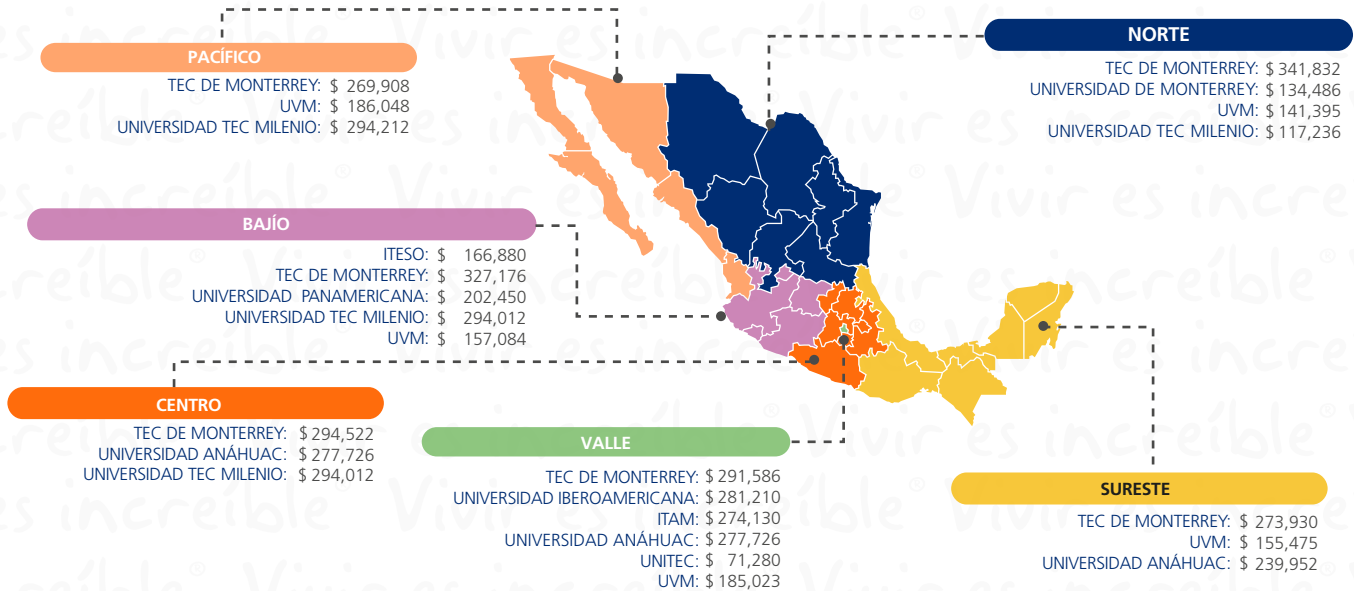 PACÍFICO
TEC DE MONTERREY: $ 269,908
UVM: $ 186,048
UNIVERSIDAD TEC MILENIO: $ 294,212
NORTE
TEC DE MONTERREY: $ 341,832
UNIVERSIDAD DE MONTERREY: $ 134,486
UVM: $ 141,395
UNIVERSIDAD TEC MILENIO: $ 117,236
BAJÍO
ITESO: $ 166,880
TEC DE MONTERREY: $ 327,176
UNIVERSIDAD PANAMERICANA: $ 202,450
UNIVERSIDAD TEC MILENIO: $ 294,012
UVM: $ 157,084
CENTRO
TEC DE MONTERREY: $ 294,522
UNIVERSIDAD ANÁHUAC: $ 277,726
UNIVERSIDAD TEC MILENIO: $ 294,012
VALLE
TEC DE MONTERREY: $ 291,586
UNIVERSIDAD IBEROAMERICANA: $ 281,210
ITAM: $ 274,130
UNIVERSIDAD ANÁHUAC: $ 277,726
UNITEC: $ 71,280
UVM: $ 185,023
SURESTE
TEC DE MONTERREY: $ 273,930
UVM: $ 155,475
UNIVERSIDAD ANÁHUAC: $ 239,952